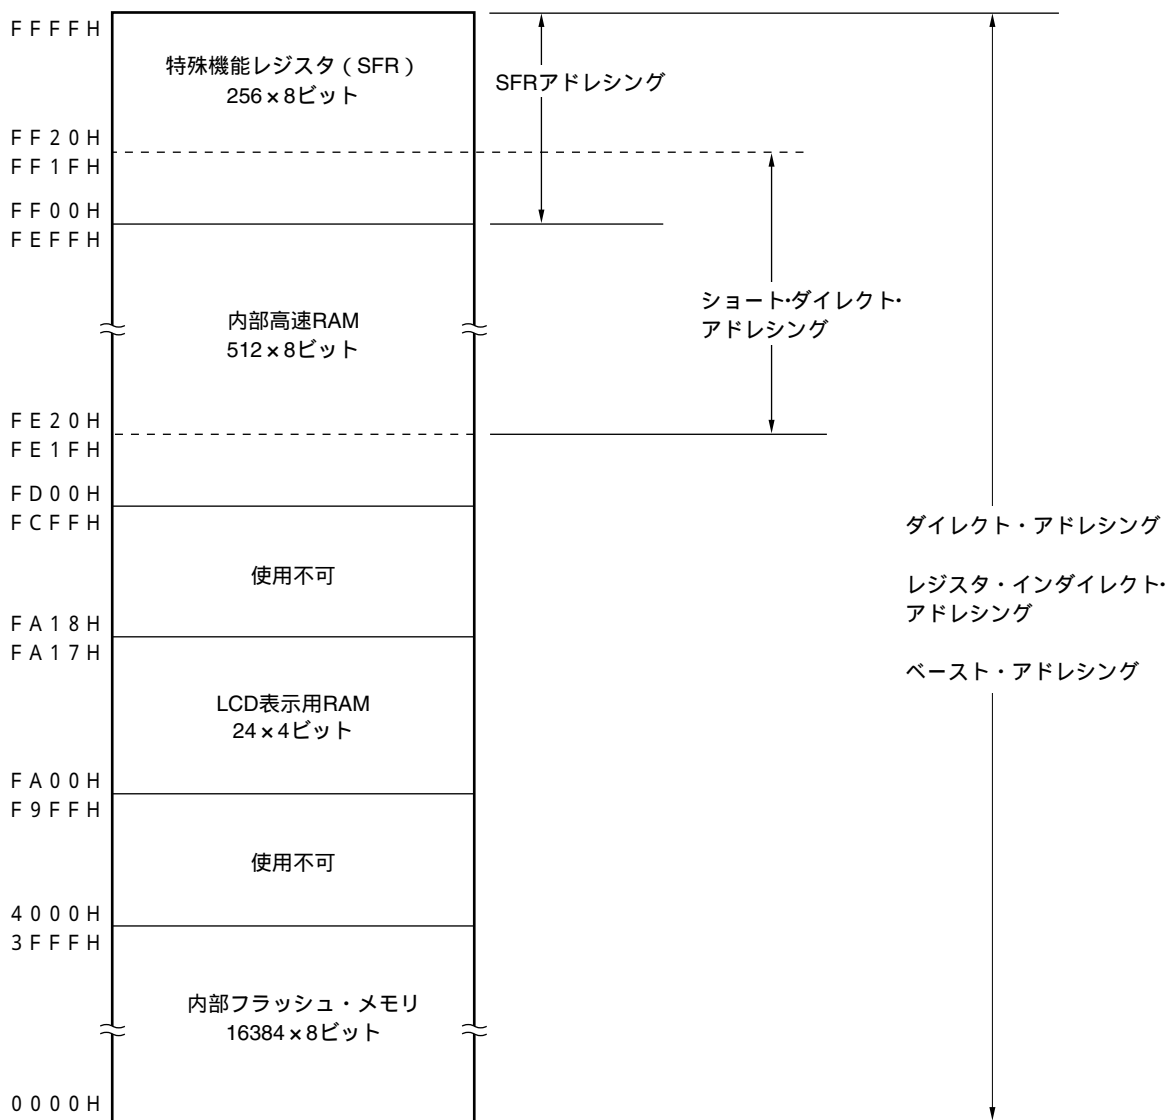 FFFFH
特殊機能レジスタ（SFR）
256×8ビット
SFRアドレシング
FF20H
FF1FH
FF00H
FEFFH
ショート・ダイレクト・
アドレシング
内部高速RAM
512×8ビット
FE20H
FE1FH
FD00H
FCFFH
ダイレクト・アドレシング
レジスタ・インダイレクト・
アドレシング
ベースト・アドレシング
使用不可
FA18H
FA17H
LCD表示用RAM
24×4ビット
FA00H
F9FFH
使用不可
4000H
3FFFH
内部フラッシュ・メモリ
16384×8ビット
0000H